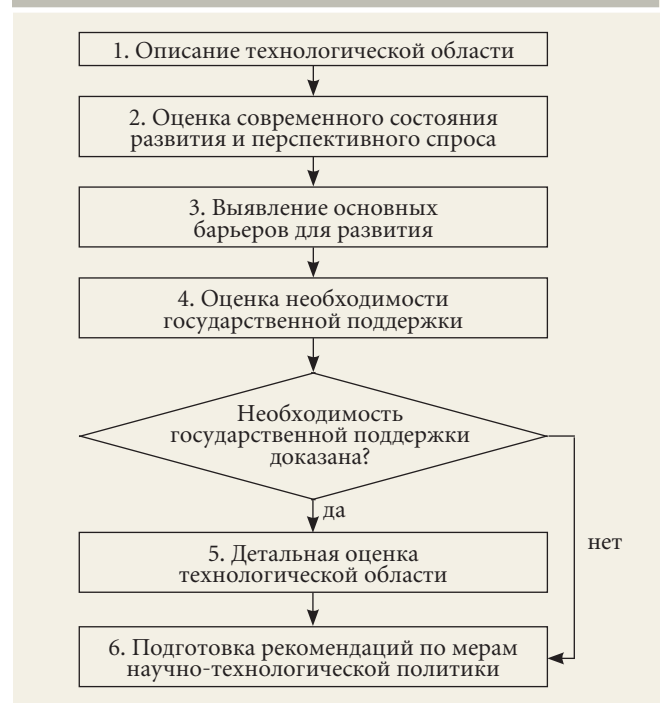 1. Описание технологической области
2. Оценка современного состояния
развития и перспективного спроса
3. Выявление основных
барьеров для развития
4. Оценка необходимости
государственной поддержки
Необходимость
государственной поддержки
доказана?
да
нет
5. Детальная оценка
технологической области
6. Подготовка рекомендаций по мерам
научно-технологической политики